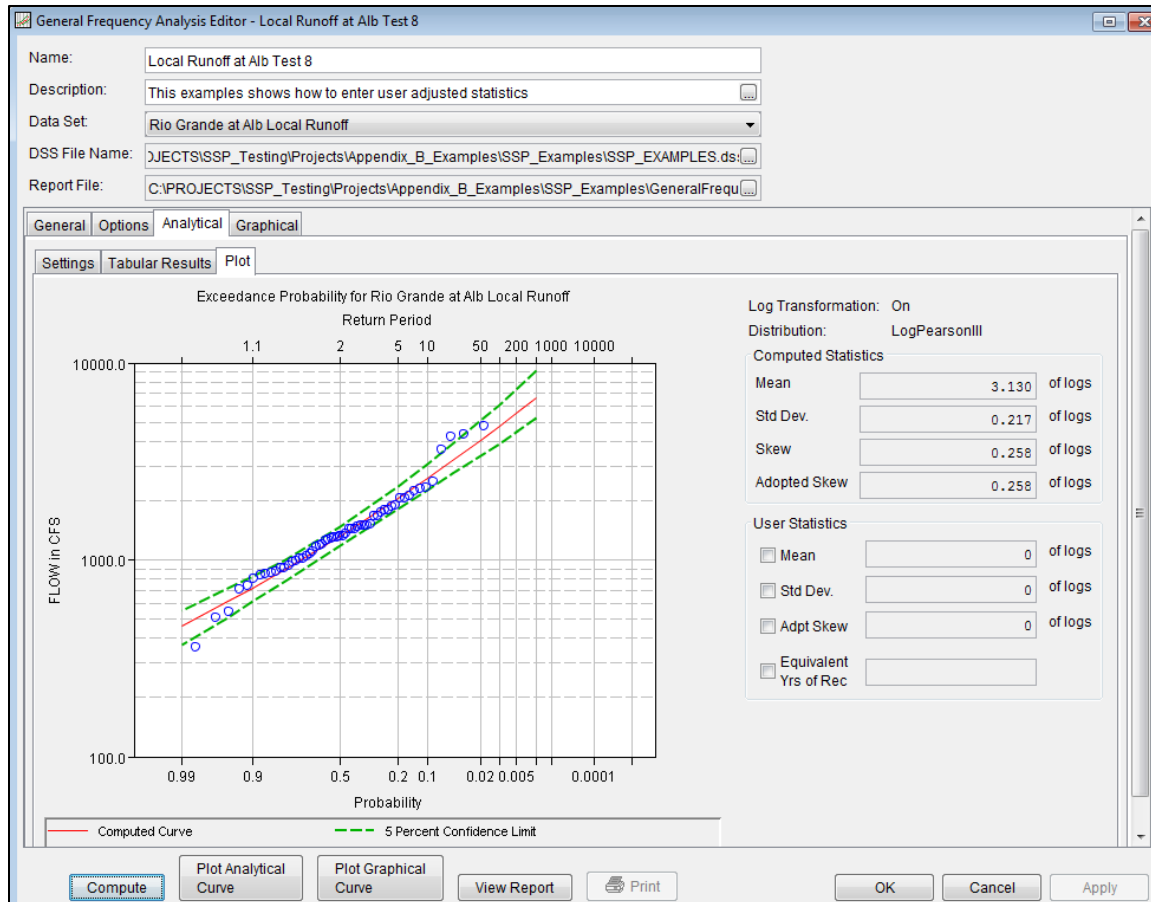 General Frequency Analysis Editor - Local Runoff at Alb Test 8
Name: Local Runoff at Alb Test 8
Description: This examples shows how to enter user adjusted statistics ...
Data Set: Rio Grande at Alb Local Runoff
DSS File Name: OJECTS\SSP_Testing\Projects\Appendix_B_Examples\SSP_Examples\SSP_EXAMPLES.dss ...
Report File: C:\PROJECTS\SSP_Testing\Projects\Appendix_B_Examples\SSP_Examples\GeneralFrequ ...
General Options Analytical Graphical
Settings Tabular Results Plot
Exceedance Probability for Rio Grande at Alb Local Runoff
Return Period
1.1 2 5 10 50 200 1000 10000
10000.0
1000.0
100.0
FLOW in CFS
0.99 0.9 0.5 0.2 0.1 0.02 0.005 0.0001
Probability
Computed Curve 5 Percent Confidence Limit
Log Transformation: On
Distribution: LogPearsonIII
Computed Statistics
Mean 3.130 of logs
Std Dev. 0.217 of logs
Skew 0.258 of logs
Adopted Skew 0.258 of logs
User Statistics
Mean 0 of logs
Std Dev. 0 of logs
Adpt Skew 0 of logs
Equivalent
Yrs of Rec
Compute
Plot Analytical
Curve
Plot Graphical
Curve
View Report
Print
OK
Cancel
Apply